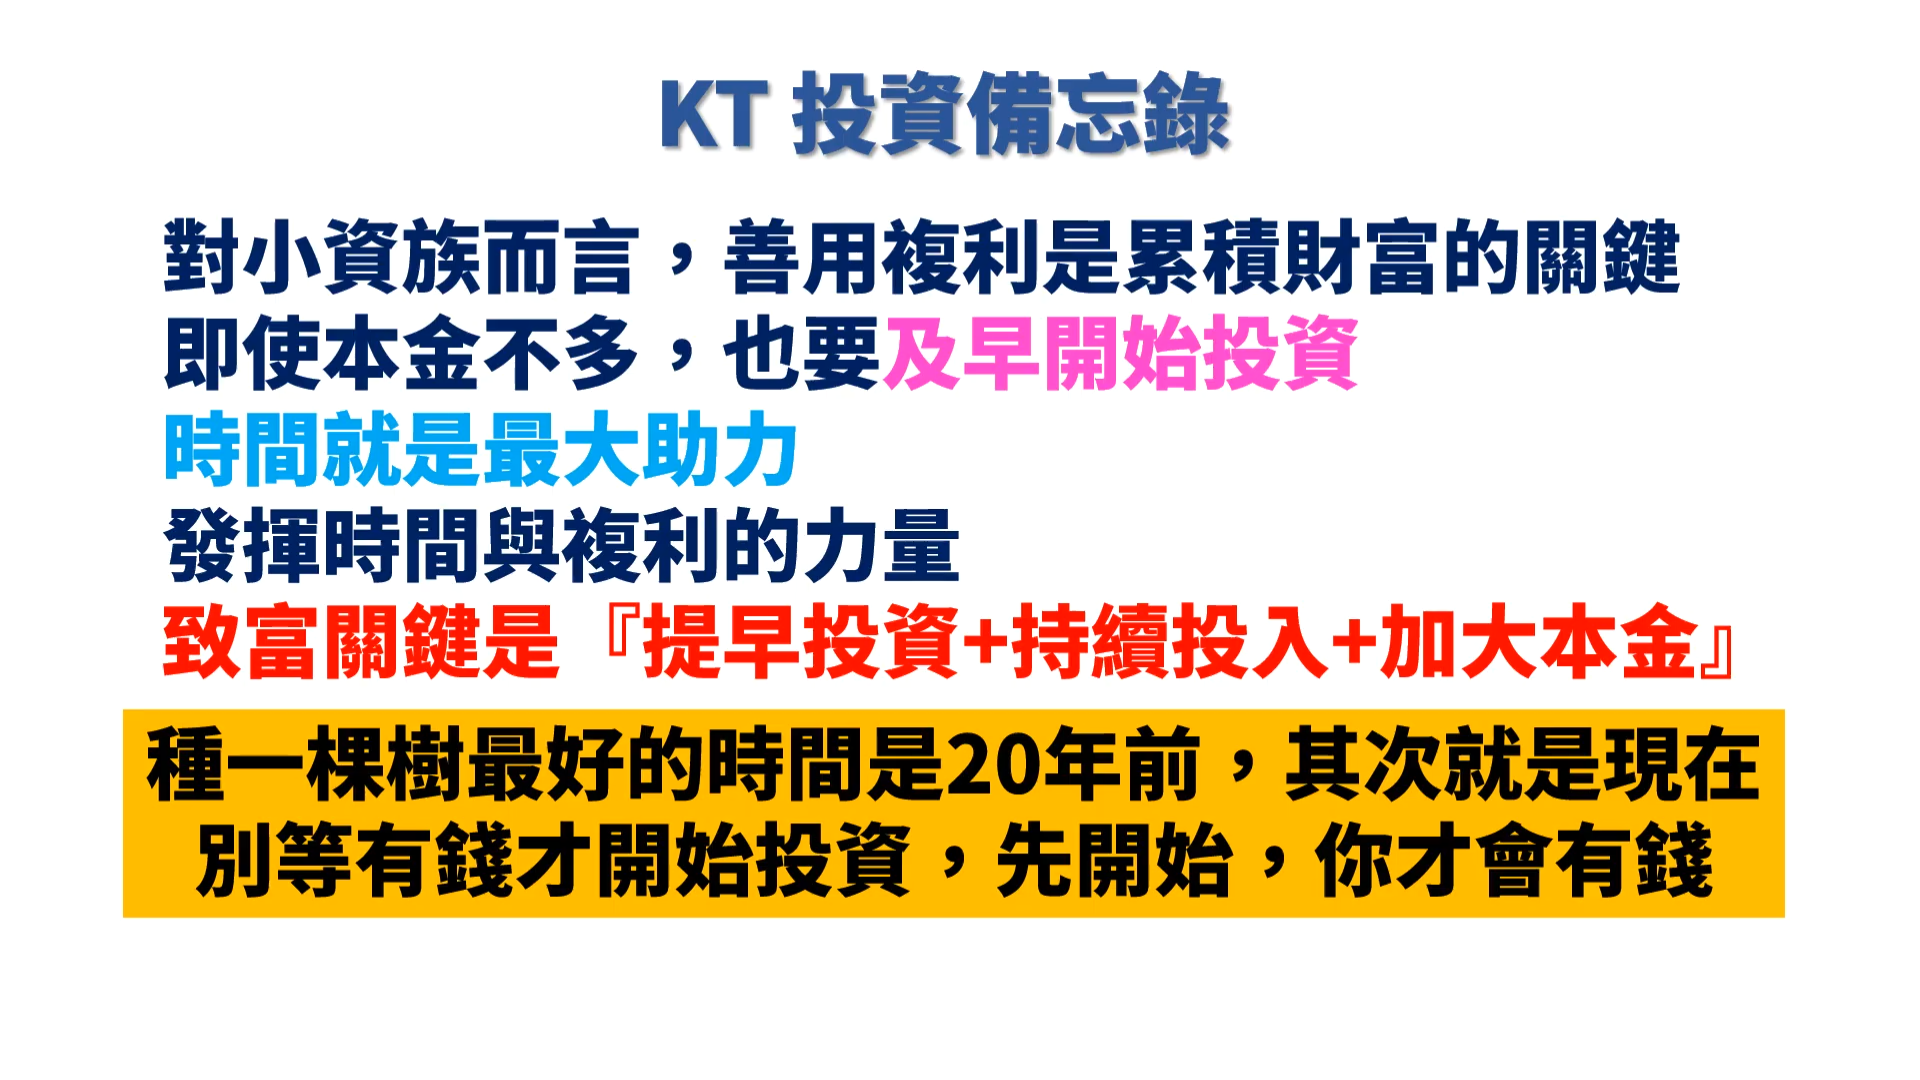 KT 投資備忘錄
對小資族而言，善用複利是累積財富的關鍵
即使本金不多，也要及早開始投資
時間就是最大助力
發揮時間與複利的力量
致富關鍵是『提早投資+持續投入+加大本金』
種一棵樹最好的時間是20年前，其次就是現在
別等有錢才開始投資，先開始，你才會有錢